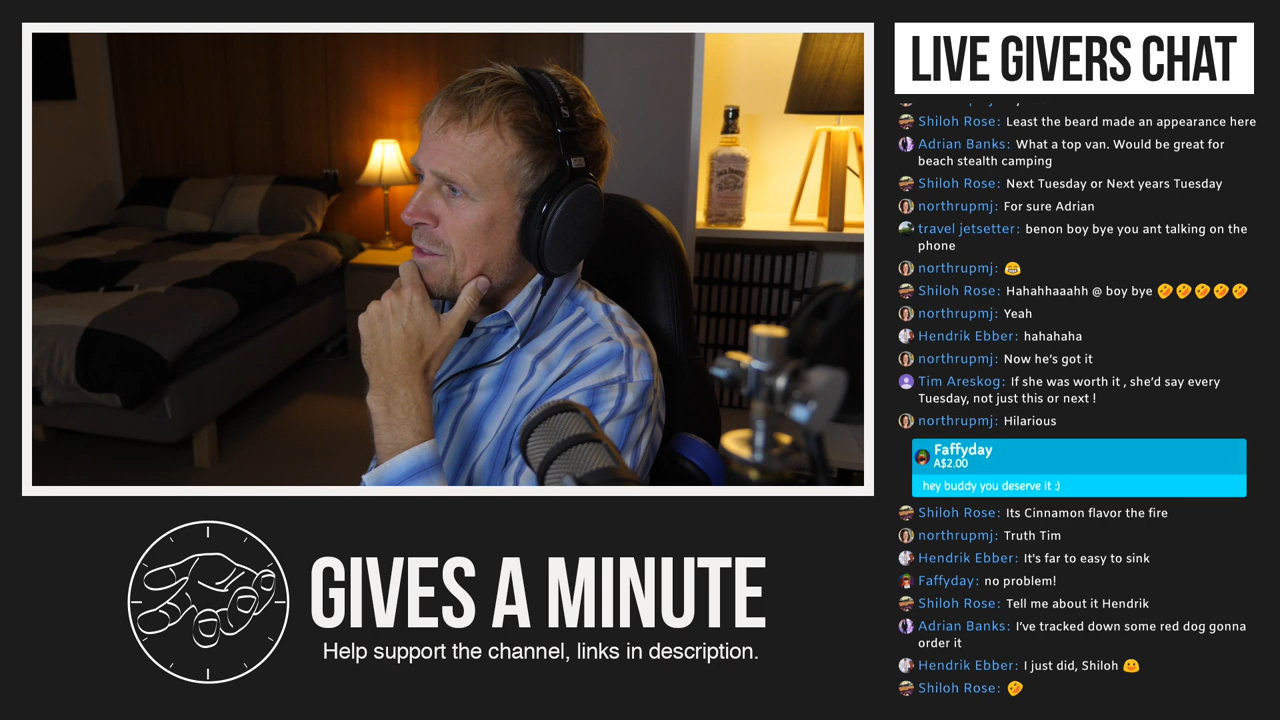 LIVE GIVERS CHAT
Shiloh Rose: Least the beard made an appearance here
Adrian Banks: What a top van. Would be great for
beach stealth camping
Shiloh Rose: Next Tuesday or Next years Tuesday
northrupmj: For sure Adrian
travel jetsetter: benon boy bye you ant talking on the
phone
northrupmj: 😁
Shiloh Rose: Hahahhaaahh @ boy bye 🤣🤣🤣🤣🤣
northrupmj: Yeah
Hendrik Ebber: hahahaha
northrupmj: Now he's got it
Tim Areskog: If she was worth it , she'd say every
Tuesday, not just this or next !
northrupmj: Hilarious
Faffyday
A$2.00
hey buddy you deserve it :)
Shiloh Rose: Its Cinnamon flavor the fire
northrupmj: Truth Tim
Hendrik Ebber: It's far to easy to sink
Faffyday: no problem!
Shiloh Rose: Tell me about it Hendrik
Adrian Banks: I've tracked down some red dog gonna
order it
Hendrik Ebber: I just did, Shiloh 😛
Shiloh Rose: 🤣
GIVES A MINUTE
Help support the channel, links in description.